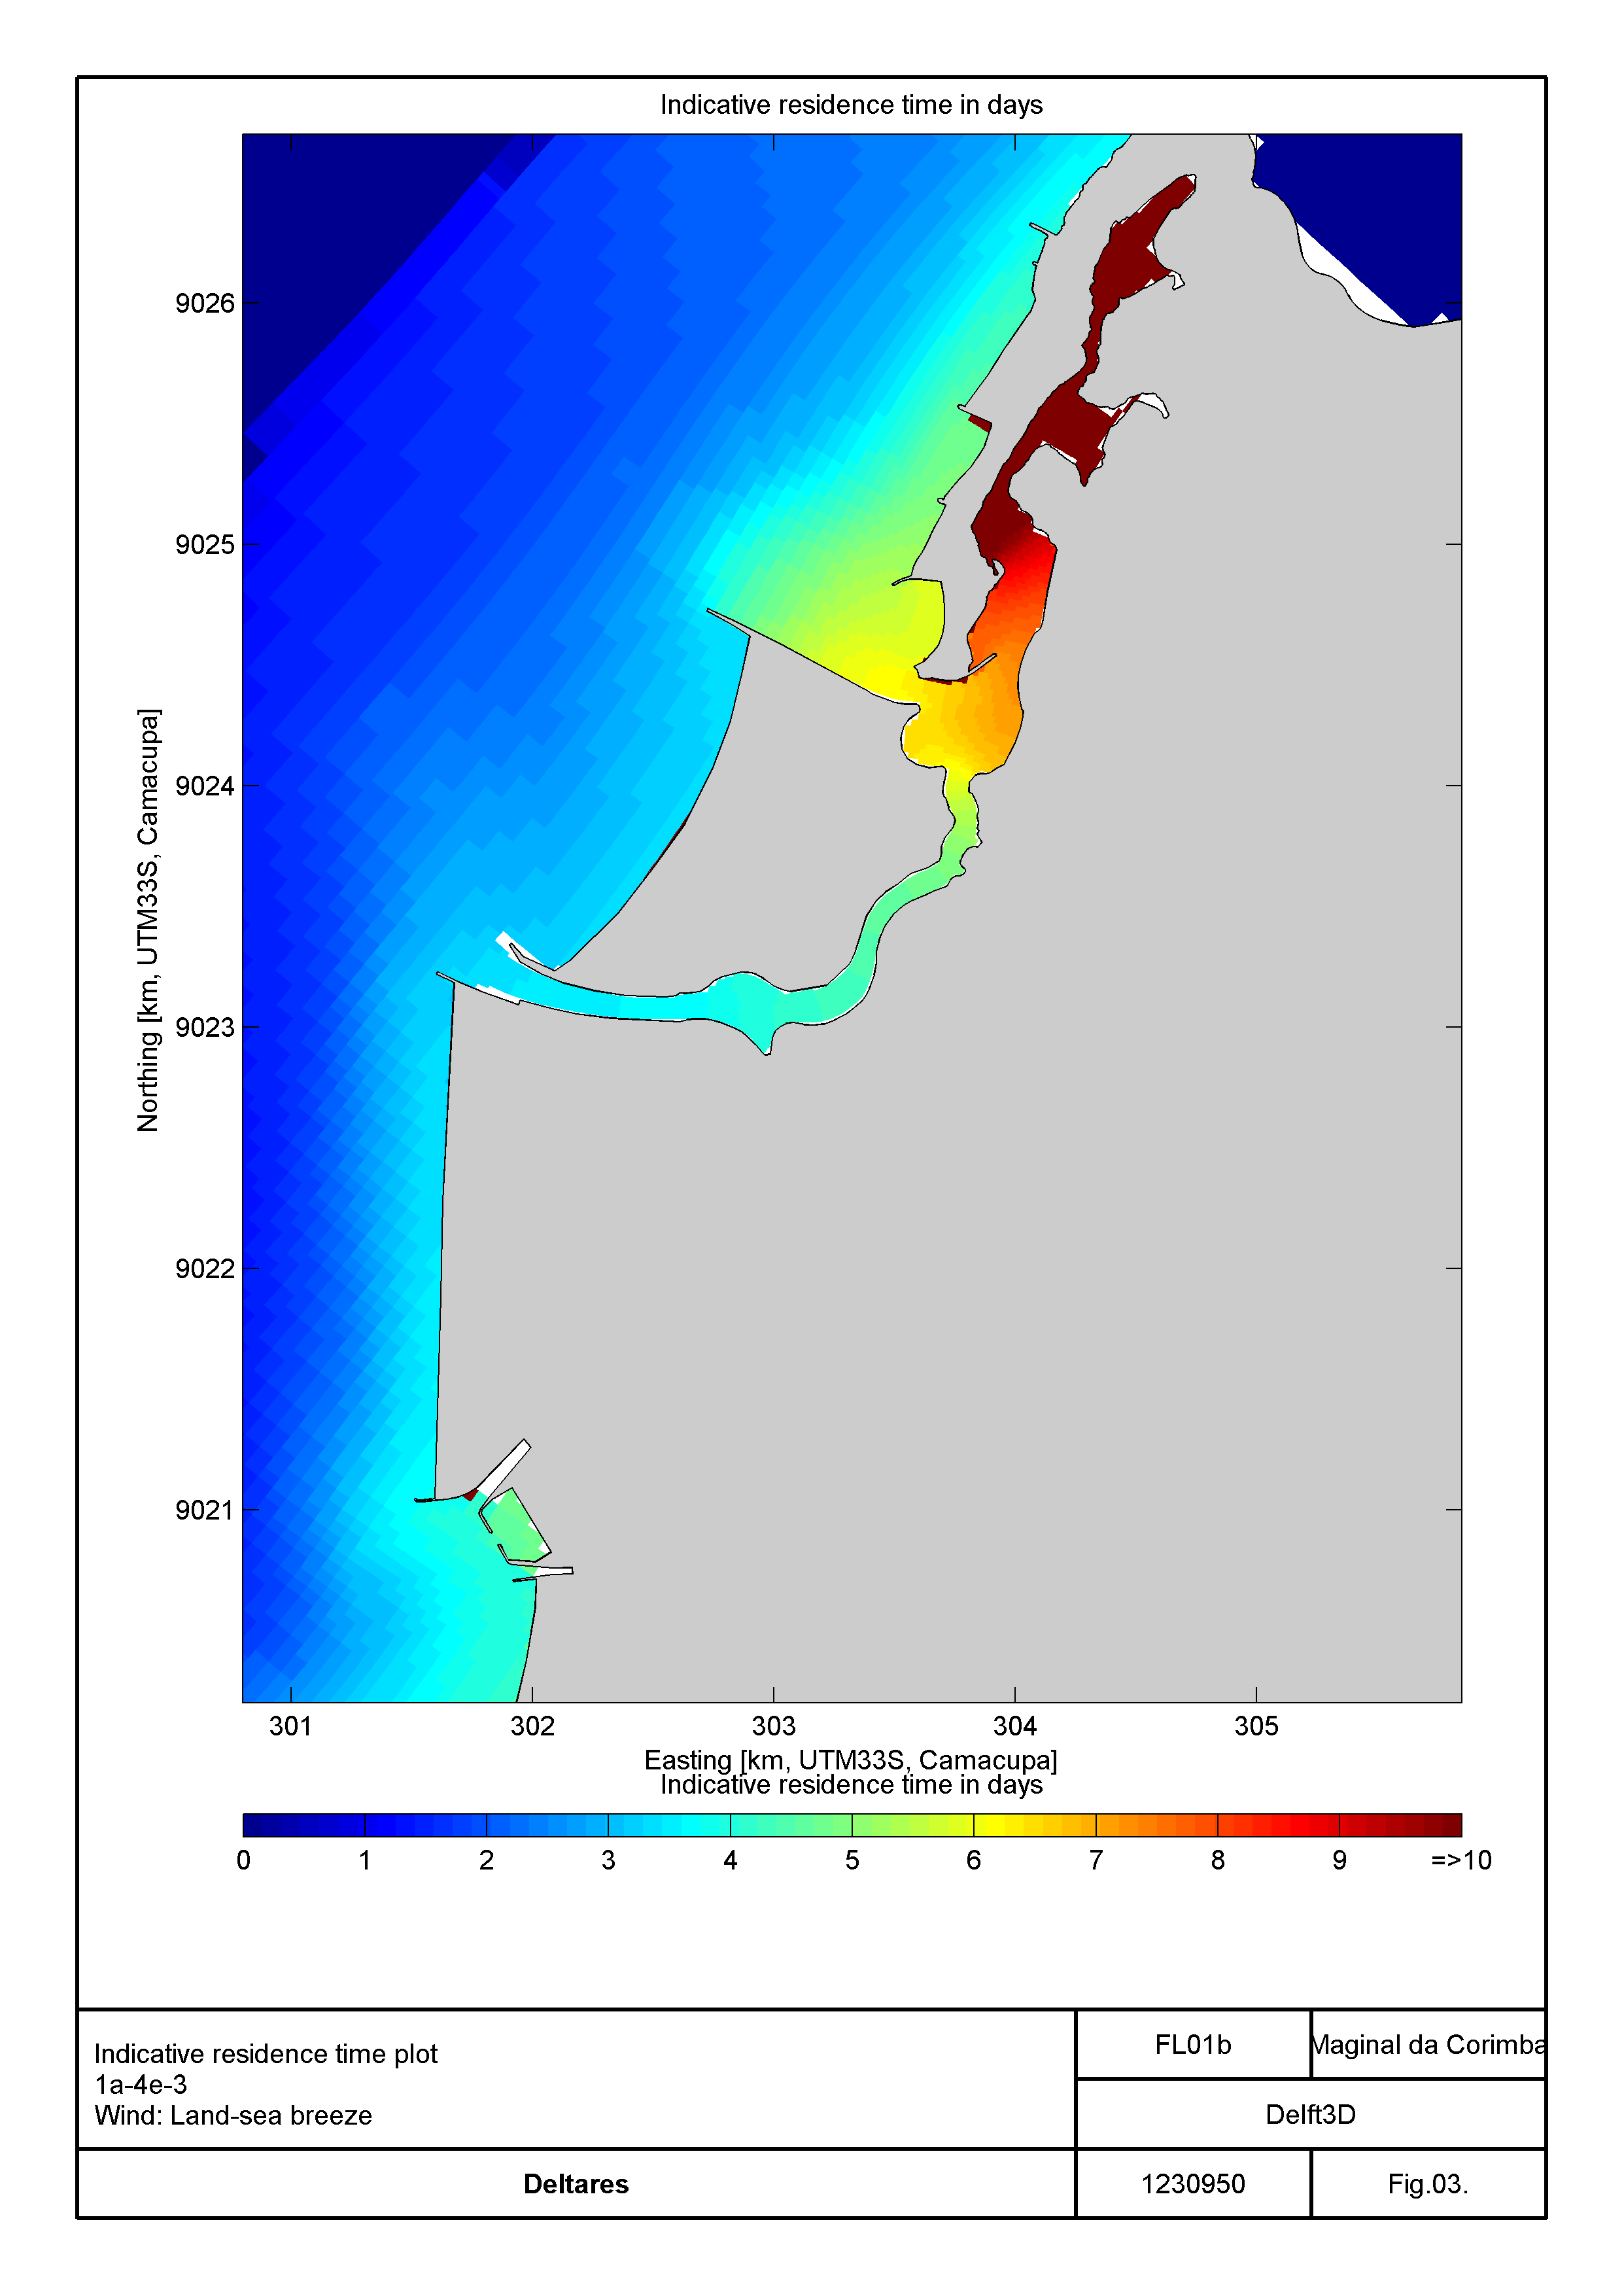 Indicative residence time in days
9026
9025
9024
9023
9022
9021
Northing [km, UTM33S, Camacupa]
301 302 303 304 305
Easting [km, UTM33S, Camacupa]
Indicative residence time in days
0 1 2 3 4 5 6 7 8 9 =>10
Indicative residence time plot
1a-4e-3
Wind: Land-sea breeze
FL01b
Maginal da Corimba
Delft3D
Deltares
1230950
Fig.03.